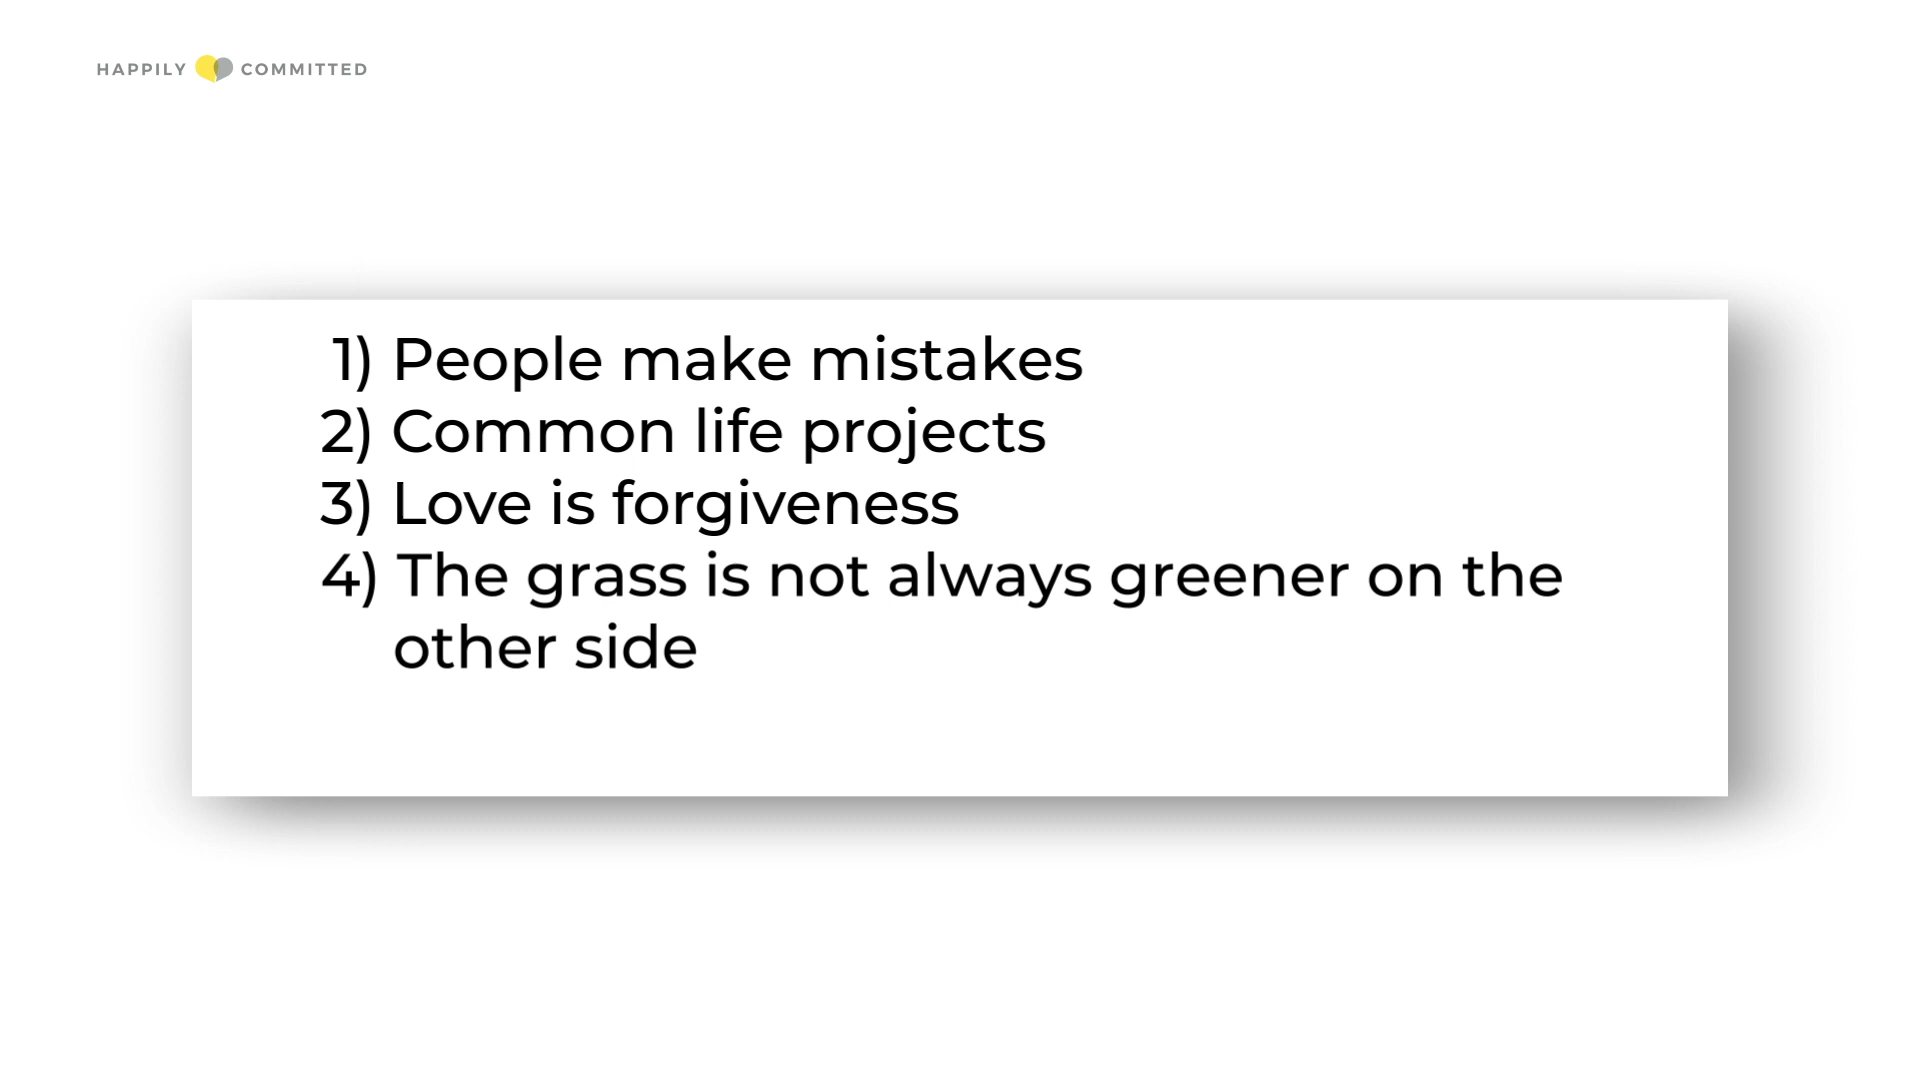 HAPPILY COMMITTED
1) People make mistakes
2) Common life projects
3) Love is forgiveness
4) The grass is not always greener on the
other side